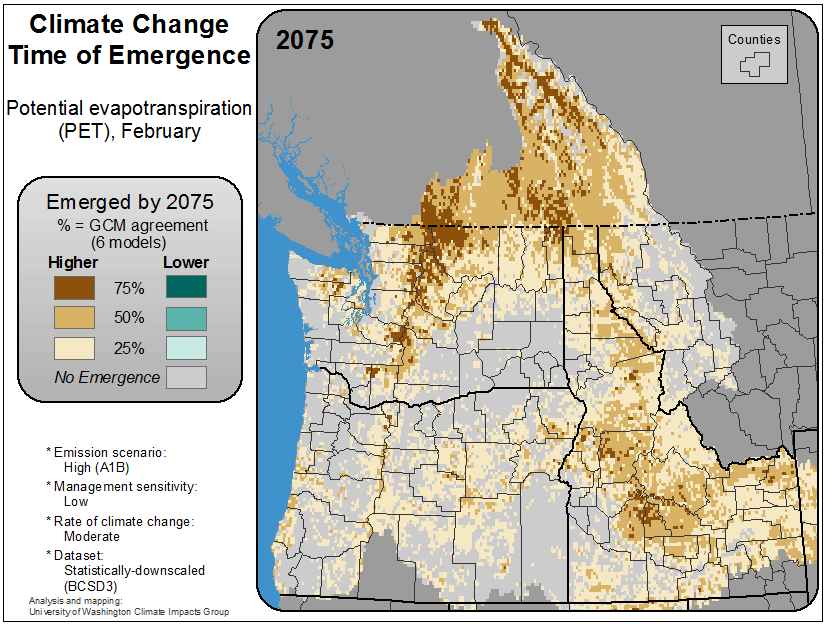 Climate Change
Time of Emergence
Potential evapotranspiration
(PET), February
Emerged by 2075
% = GCM agreement
(6 models)
Higher Lower
75%
50%
25%
No Emergence
* Emission scenario:
High (A1B)
* Management sensitivity:
Low
* Rate of climate change:
Moderate
* Dataset:
Statistically-downscaled
(BCSD3)
Analysis and mapping:
University of Washington Climate Impacts Group
2075
Counties